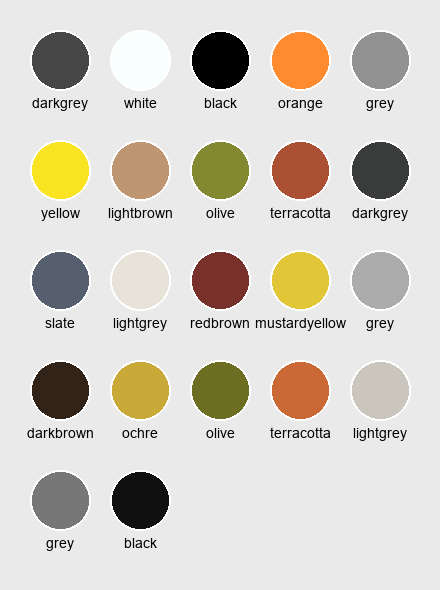 darkgrey white black orange grey
yellow lightbrown olive terracotta darkgrey
slate lightgrey redbrown mustardyellow grey
darkbrown ochre olive terracotta lightgrey
grey black